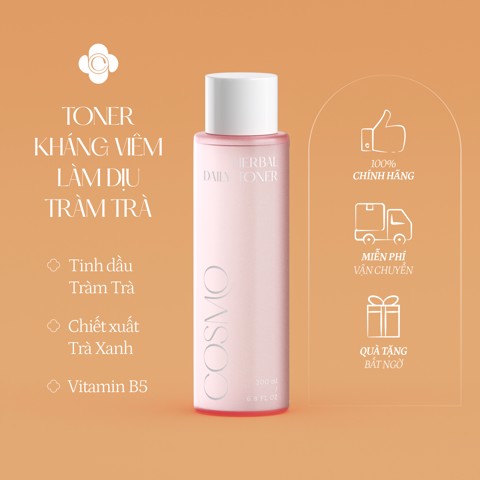 TONER
KHÁNG VIÊM
LÀM DỊU
TRÀM TRÀ
Tinh dầu
Tràm Trà
Chiết xuất
Trà Xanh
Vitamin B5
HERBAL
DAILY TONER
COSMO
100%
CHÍNH HÃNG
MIỄN PHÍ
VẬN CHUYỂN
QUÀ TẶNG
BẤT NGỜ